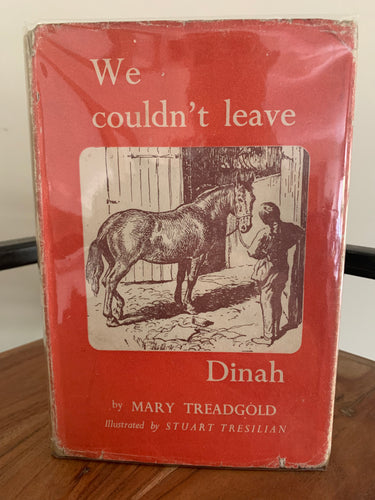 We
couldn't leave
Dinah
by MARY TREADGOLD
Illustrated by STUART TRESILIAN